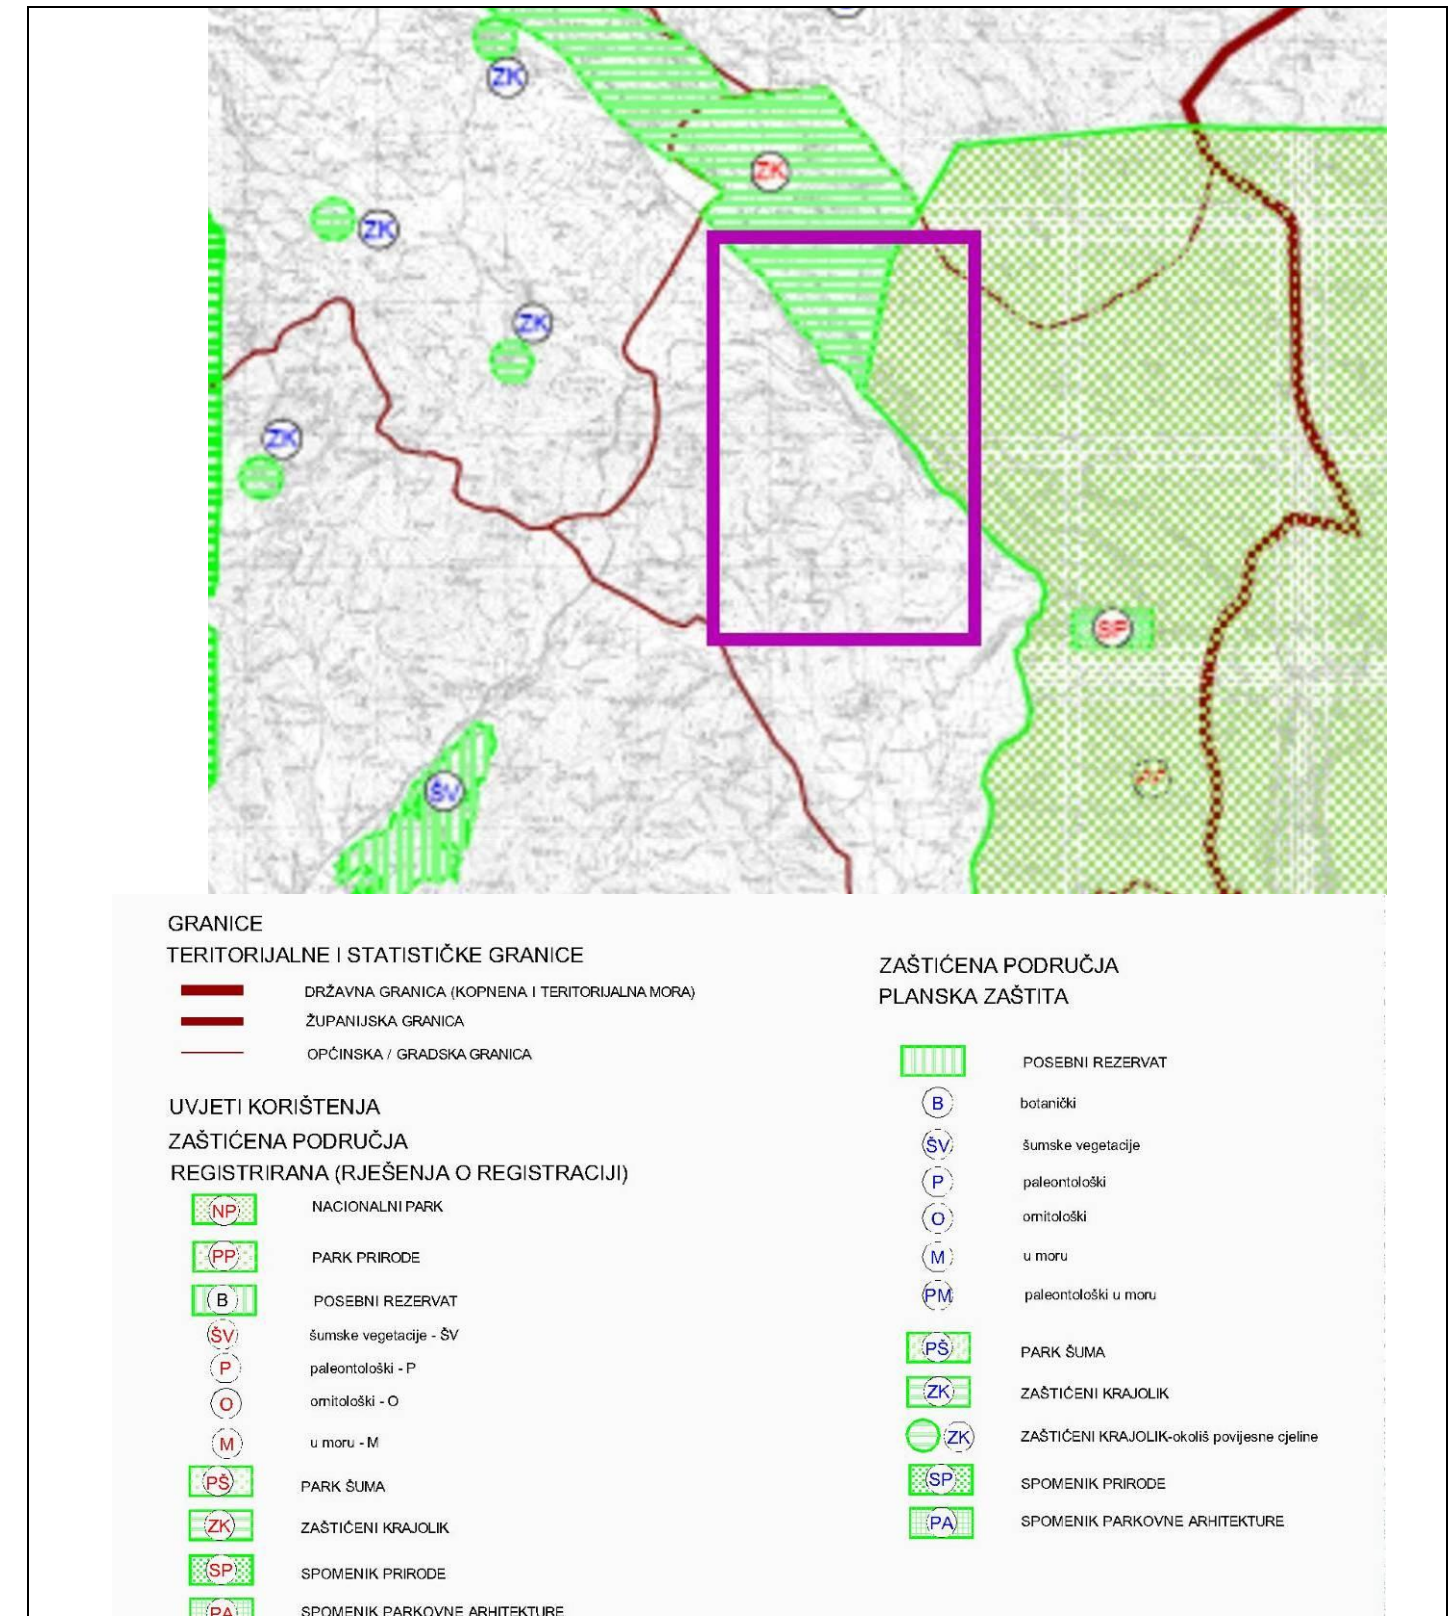 ZK
ZK
ZK
ZK
ZK
SP
ŠV
GRANICE
TERITORIJALNE I STATISTIČKE GRANICE
DRŽAVNA GRANICA (KOPNENA I TERITORIJALNA MORA)
ŽUPANIJSKA GRANICA
OPĆINSKA / GRADSKA GRANICA
UVJETI KORIŠTENJA
ZAŠTIĆENA PODRUČJA
REGISTRIRANA (RJEŠENJA O REGISTRACIJI)
NP NACIONALNI PARK
PP PARK PRIRODE
B POSEBNI REZERVAT
ŠV šumske vegetacije - ŠV
P paleontološki - P
O ornitološki - O
M u moru - M
PŠ PARK ŠUMA
ZK ZAŠTIĆENI KRAJOLIK
SP SPOMENIK PRIRODE
PA SPOMENIK PARKOVNE ARHITEKTURE
ZAŠTIĆENA PODRUČJA
PLANSKA ZAŠTITA
POSEBNI REZERVAT
B botanički
ŠV šumske vegetacije
P paleontološki
O ornitološki
M u moru
PM paleontološki u moru
PŠ PARK ŠUMA
ZK ZAŠTIĆENI KRAJOLIK
ZK ZAŠTIĆENI KRAJOLIK-okoliš povijesne cjeline
SP SPOMENIK PRIRODE
PA SPOMENIK PARKOVNE ARHITEKTURE